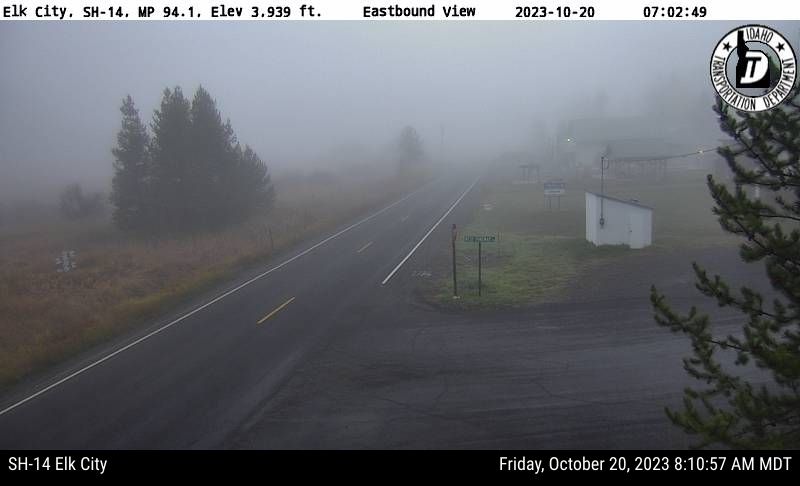 Elk City, SH-14, MP 94.1, Elev 3,939 ft. Eastbound View 2023-10-20 07:02:49
IDAHO
TRANSPORTATION DEPARTMENT
SH-14 Elk City Friday, October 20, 2023 8:10:57 AM MDT